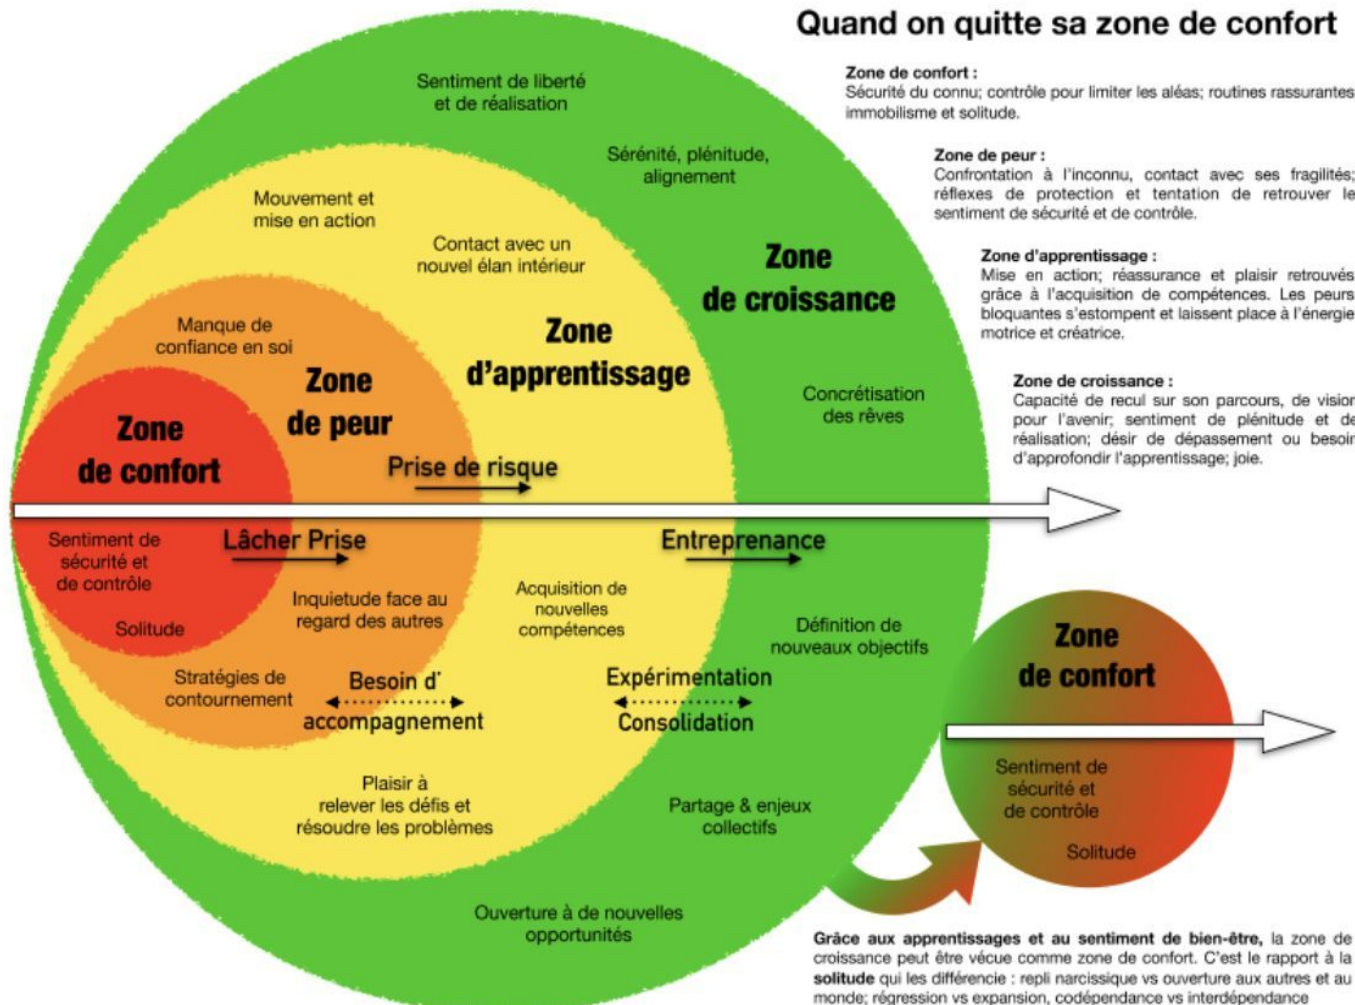 Quand on quitte sa zone de confort
Zone de confort :
Sécurité du connu; contrôle pour limiter les aléas; routines rassurantes
immobilisme et solitude.
Zone de peur :
Confrontation à l'inconnu, contact avec ses fragilités;
réflexes de protection et tentation de retrouver le
sentiment de sécurité et de contrôle.
Zone d'apprentissage :
Mise en action; réassurance et plaisir retrouvés
grâce à l'acquisition de compétences. Les peurs
bloquantes s'estompent et laissent place à l'énergie
motrice et créatrice.
Zone de croissance :
Capacité de recul sur son parcours, de vision
pour l'avenir; sentiment de plénitude et de
réalisation; désir de dépassement ou besoin
d'approfondir l'apprentissage; joie.
Sentiment de liberté
et de réalisation
Sérénité, plénitude,
alignement
Zone
de croissance
Concrétisation
des rêves
Mouvement et
mise en action
Contact avec un
nouvel élan intérieur
Zone
d'apprentissage
Manque de
confiance en soi
Zone
de peur
Zone
de confort
Prise de risque
Lâcher Prise
Entreprenance
Sentiment de
sécurité et
de contrôle
Solitude
Inquietude face au
regard des autres
Stratégies de
contournement
Besoin d'
accompagnement
Acquisition de
nouvelles
compétences
Expérimentation
Consolidation
Définition de
nouveaux objectifs
Plaisir à
relever les défis et
résoudre les problèmes
Partage & enjeux
collectifs
Ouverture à de nouvelles
opportunités
Zone
de confort
Sentiment de
sécurité et
de contrôle
Solitude
Grâce aux apprentissages et au sentiment de bien-être, la zone de
croissance peut être vécue comme zone de confort. C'est le rapport à la
solitude qui les différencie : repli narcissique vs ouverture aux autres et au
monde; régression vs expansion, codépendance vs interdépendance